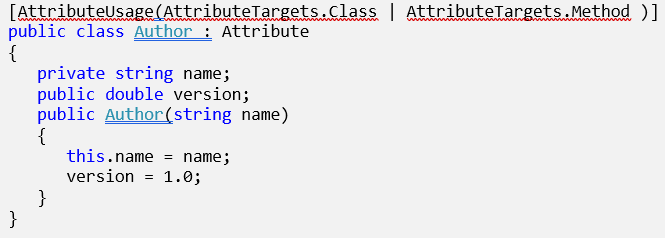 [AttributeUsage(AttributeTargets.Class | AttributeTargets.Method )]
public class Author : Attribute
{
private string name;
public double version;
public Author(string name)
{
this.name = name;
version = 1.0;
}
}